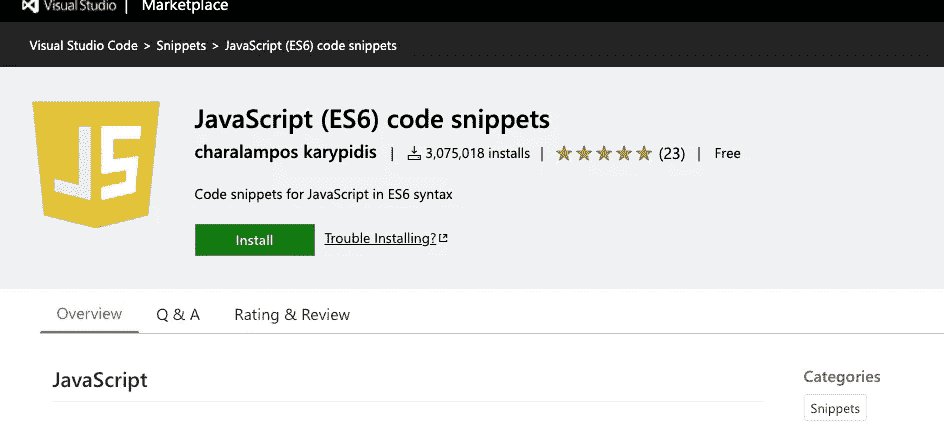 Visual Studio | Marketplace
Visual Studio Code > Snippets > JavaScript (ES6) code snippets
JS
JavaScript (ES6) code snippets
charalampos karypidis | 3,075,018 installs | (23) | Free
Code snippets for JavaScript in ES6 syntax
Install Trouble Installing?
Overview Q & A Rating & Review
JavaScript
Categories
Snippets